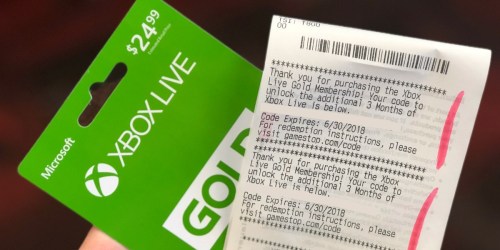 $24.99
Microsoft
XBOX LIVE
GOLD
00
Thank you for purchasing the Xbox
Live Gold Membership! Your code to
unlock the additional 3 Months of
Xbox Live is below.
Code Expires: 6/30/2018
For redemption instructions, please
visit gamestop.com/code
************************************
Thank you for purchasing the Xbox
Live Gold Membership! Your code to
unlock the additional 3 Months of
Xbox Live is below.
Code Expires: 6/30/2018
For redemption instructions, please
visit gamestop.com/code